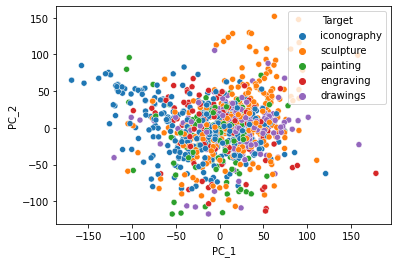 Target
iconography
sculpture
painting
engraving
drawings
PC_2
150
100
50
0
−50
−100
−150
−100
−50
0
50
100
150
PC_1